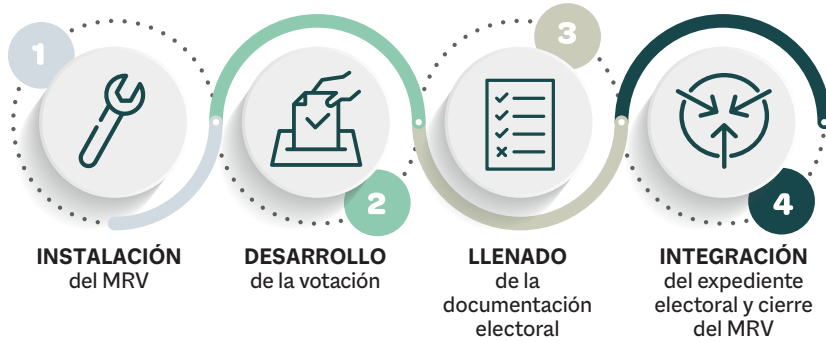 1
INSTALACIÓN
del MRV
2
DESARROLLO
de la votación
3
LLENADO
de la
documentación
electoral
4
INTEGRACIÓN
del expediente
electoral y cierre
del MRV